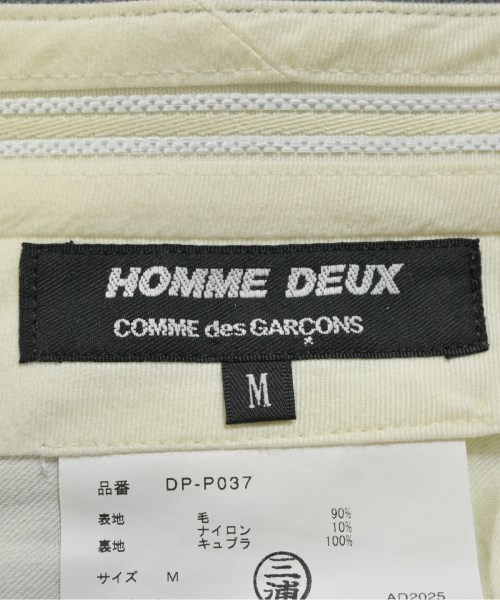 HOMME DEUX
COMME des GARÇONS
M
品番 DP-P037
表地 毛 90%
ナイロン 10%
裏地 キュプラ 100%
サイズ M
三浦
AD2025